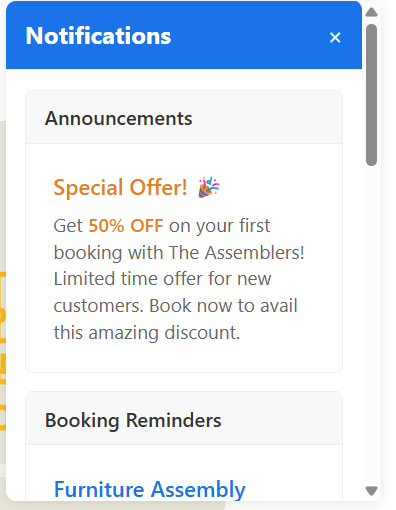 Notifications ×
Announcements
Special Offer! 🎉
Get 50% OFF on your first
booking with The Assemblers!
Limited time offer for new
customers. Book now to avail
this amazing discount.
Booking Reminders
Furniture Assembly